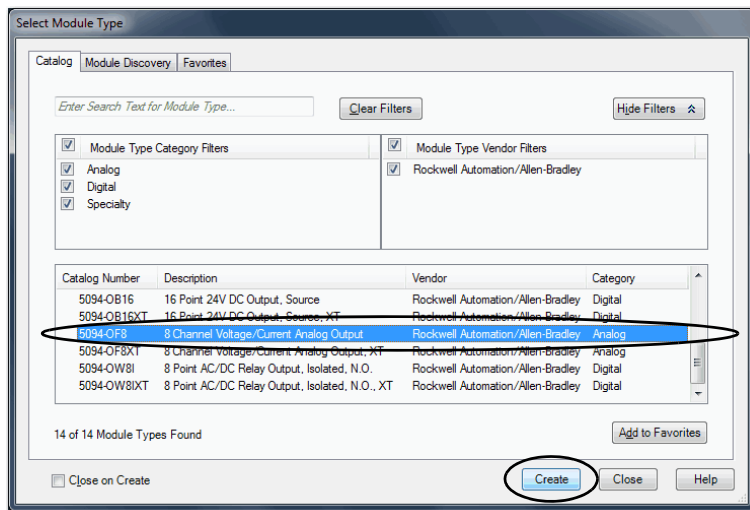 Select Module Type
Catalog Module Discovery Favorites
Enter Search Text for Module Type... Clear Filters Hide Filters
Module Type Category Filters Module Type Vendor Filters
Analog Rockwell Automation/Allen-Bradley
Digital
Specialty
Catalog Number Description Vendor Category
5094-OB16 16 Point 24V DC Output, Source Rockwell Automation/Allen-Bradley Digital
5094-OB16XT 16 Point 24V DC Output, Source, XT Rockwell Automation/Allen-Bradley Digital
5094-OF8 8 Channel Voltage/Current Analog Output Rockwell Automation/Allen-Bradley Analog
5094-OF8XT 8 Channel Voltage/Current Analog Output, XT Rockwell Automation/Allen-Bradley Analog
5094-OW8I 8 Point AC/DC Relay Output, Isolated, N.O. Rockwell Automation/Allen-Bradley Digital
5094-OW8IXT 8 Point AC/DC Relay Output, Isolated, N.O., XT Rockwell Automation/Allen-Bradley Digital
14 of 14 Module Types Found Add to Favorites
Close on Create Create Close Help